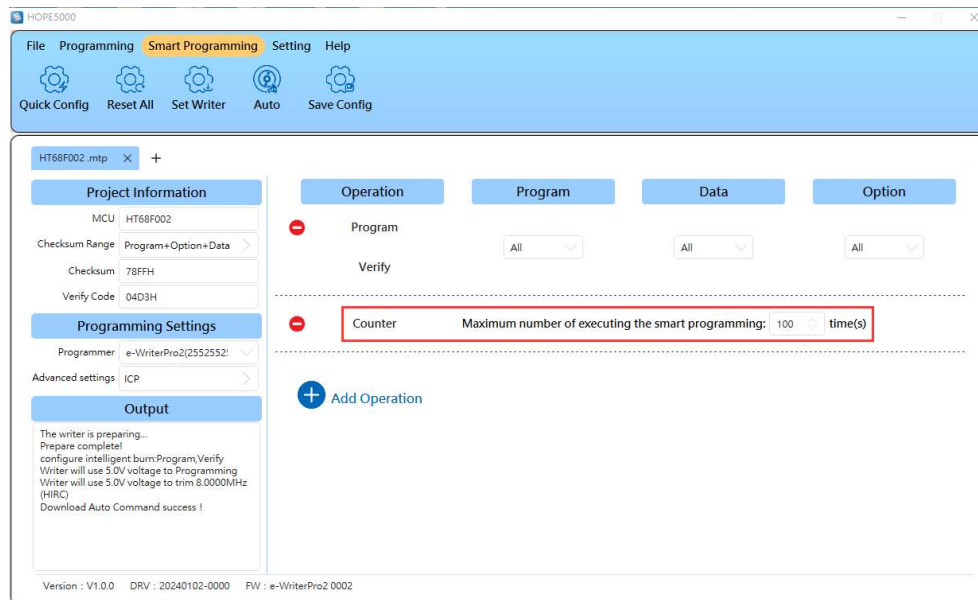 HOPE5000
File Programming Smart Programming Setting Help
Quick Config Reset All Set Writer Auto Save Config
HT68F002 .mtp
Project Information
MCU HT68F002
Checksum Range Program+Option+Data
Checksum 78FFH
Verify Code 04D3H
Programming Settings
Programmer e-WriterPro2(2552552!
Advanced settings ICP
Output
The writer is preparing...
Prepare complete!
configure intelligent burn:Program,Verify
Writer will use 5.0V voltage to Programming
Writer will use 5.0V voltage to trim 8.0000MHz
(HIRC)
Download Auto Command success !
Operation Program Data Option
Program
All All All
Verify
Counter Maximum number of executing the smart programming: 100 time(s)
Add Operation
Version : V1.0.0 DRV : 20240102-0000 FW : e-WriterPro2 0002